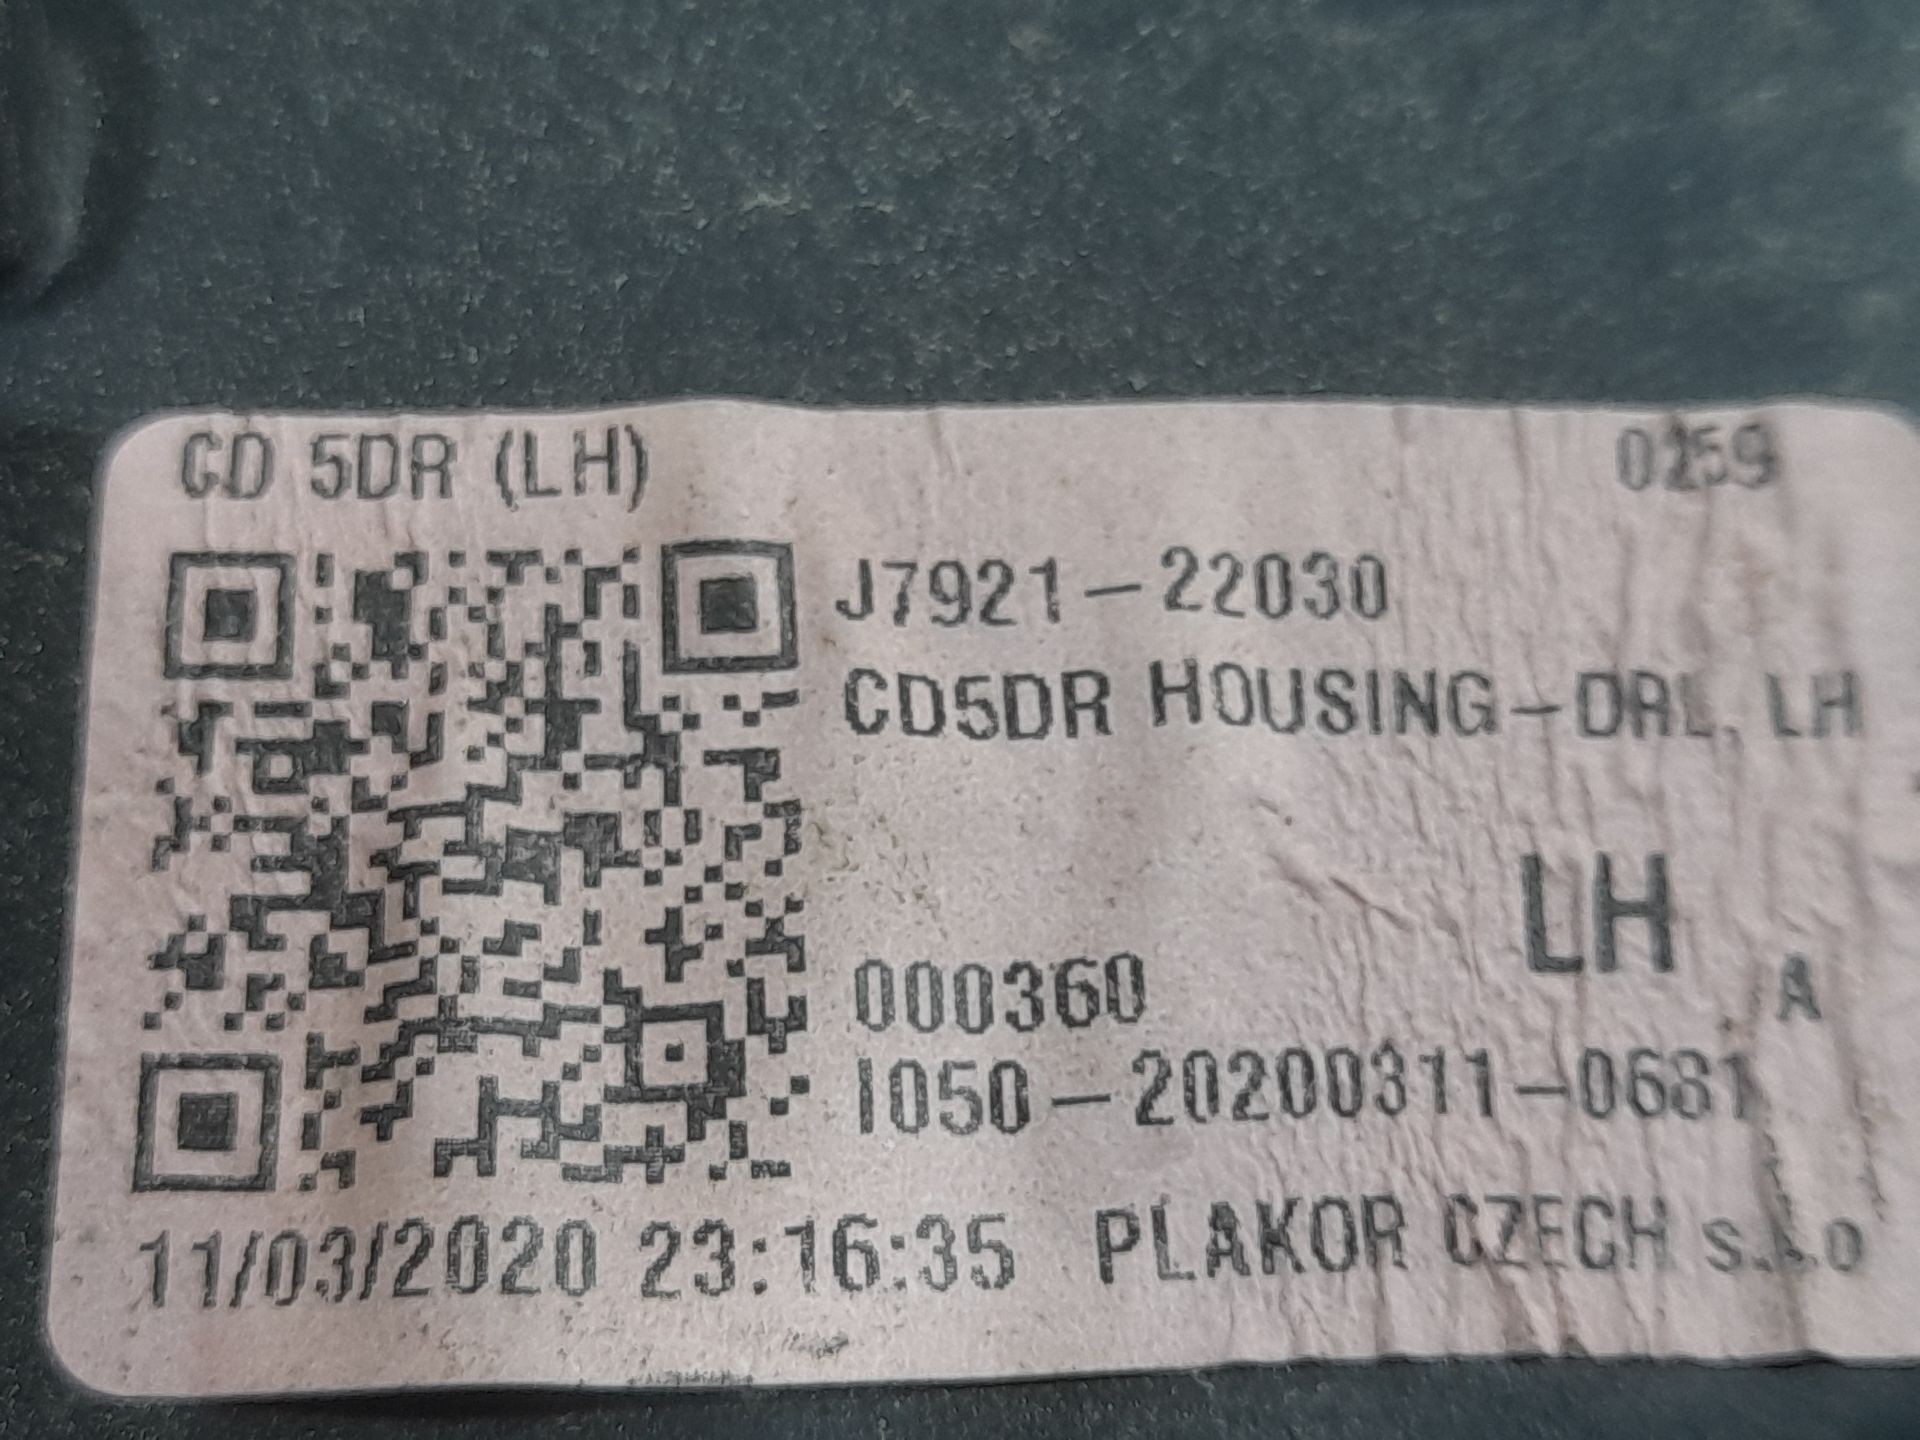 CD 5DR (LH) 0259
J7921-22030
CD5DR HOUSING-DRL, LH
LH
000360 A
1050-20200311-0681
11/03/2020 23:16:35 PLAKOR CZECH s.r.o